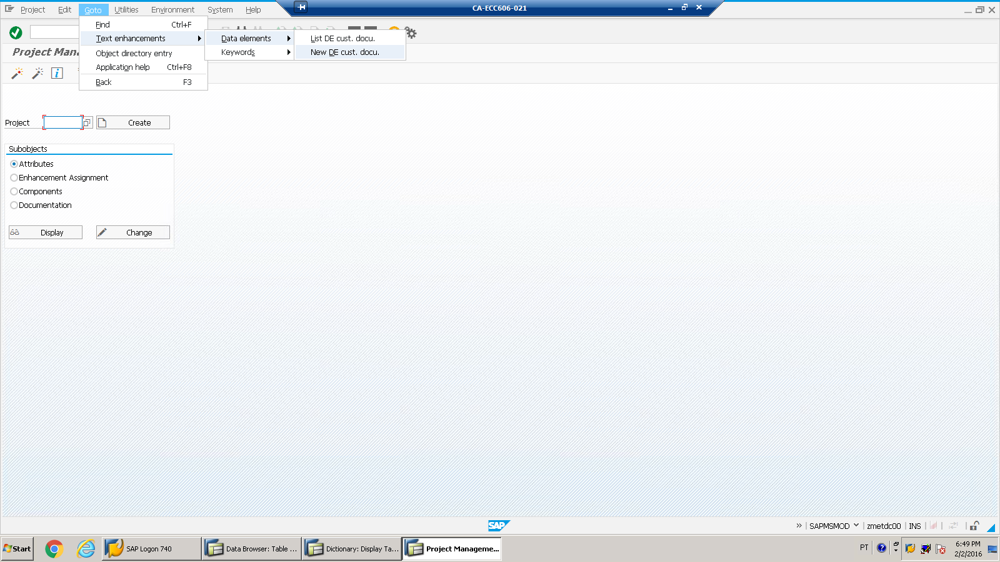 Project Edit Goto Utilities Environment System Help
CA-ECC606-021
Find Ctrl+F
Text enhancements
Object directory entry
Application help Ctrl+F8
Back F3
Data elements
Keywords
List DE cust. docu.
New DE cust. docu.
Project Mana
Project
Create
Subobjects
Attributes
Enhancement Assignment
Components
Documentation
Display Change
SAP
SAPMSMOD zmetdc00 INS
Start
SAP Logon 740
Data Browser: Table ...
Dictionary: Display Ta...
Project Manageme...
PT
6:49 PM
2/2/2016